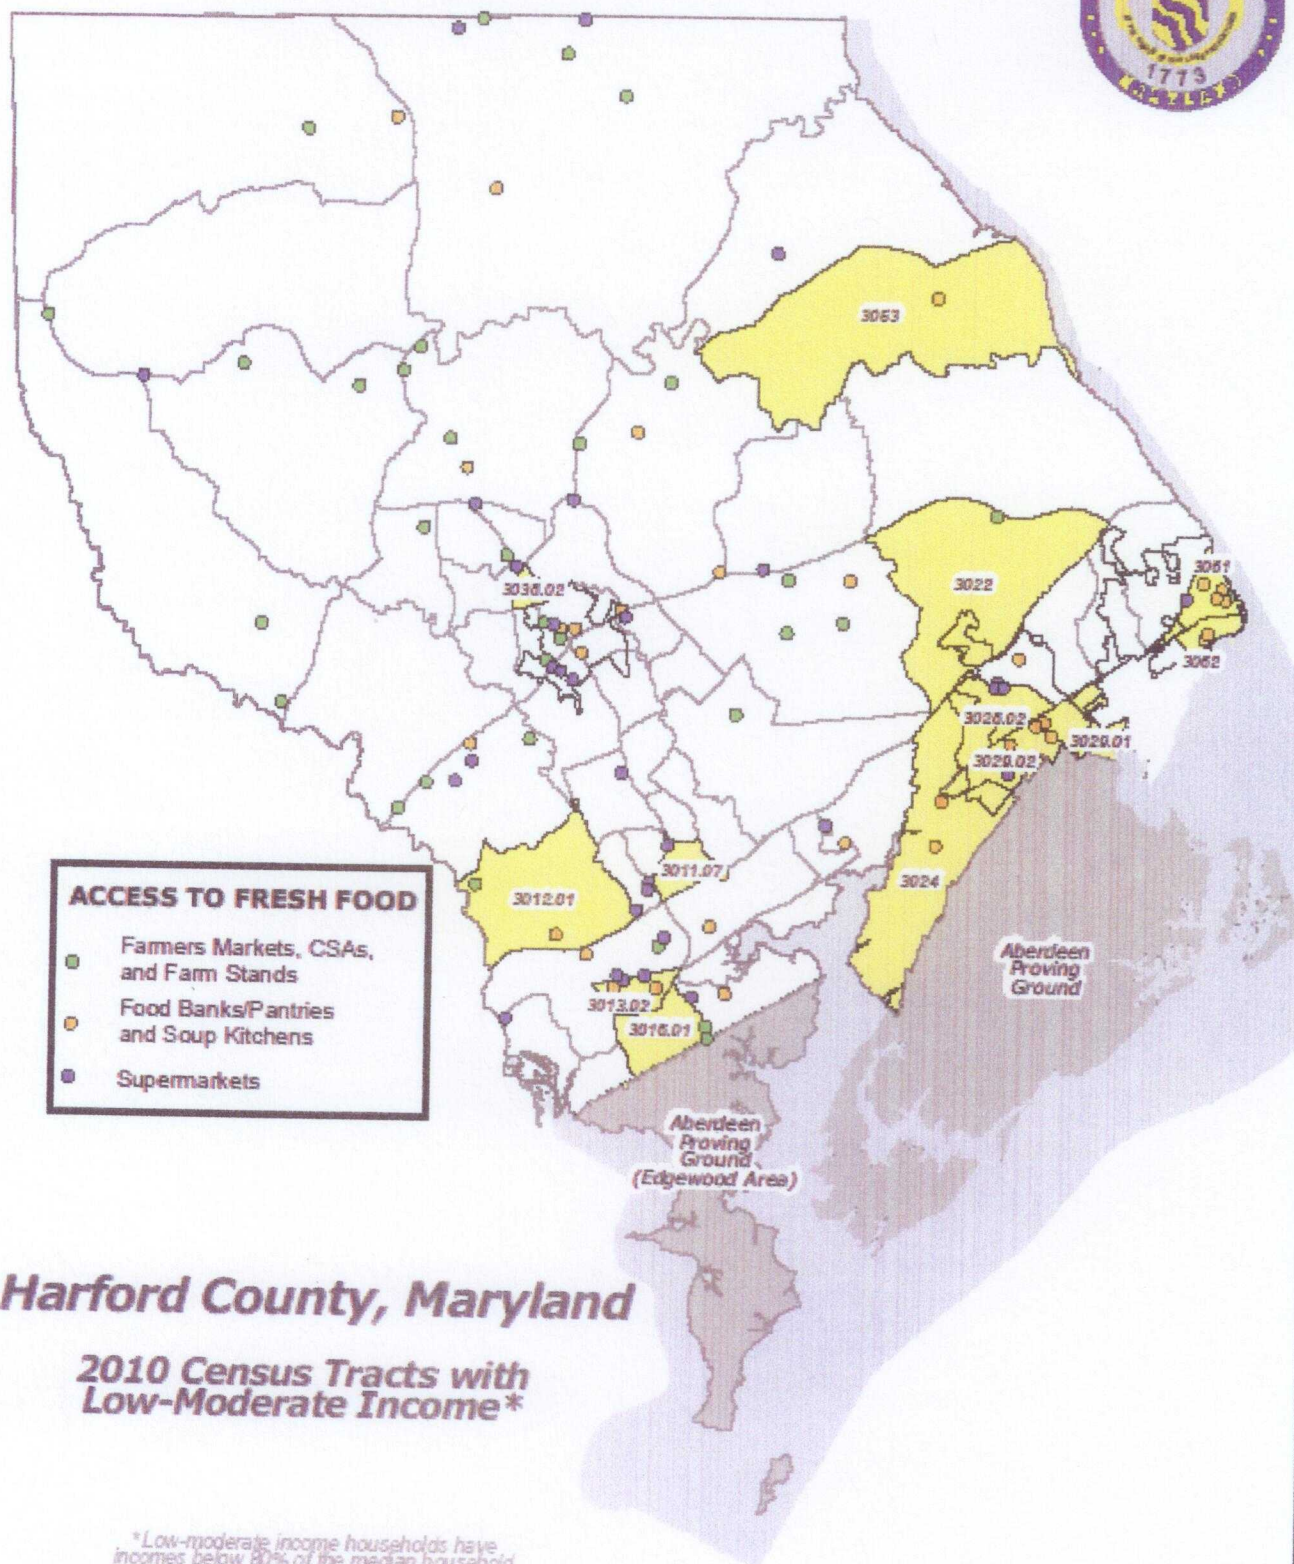 1773
3063
3022
3061
3062
3036.02
3028.02
3029.01
3029.02
3024
3011.07
3012.01
3013.02
3016.01
Aberdeen
Proving
Ground
Aberdeen
Proving
Ground
(Edgewood Area)
ACCESS TO FRESH FOOD
Farmers Markets, CSAs,
and Farm Stands
Food Banks/Pantries
and Soup Kitchens
Supermarkets
Harford County, Maryland
2010 Census Tracts with
Low-Moderate Income*
*Low-moderate income households have
incomes below 80% of the median household